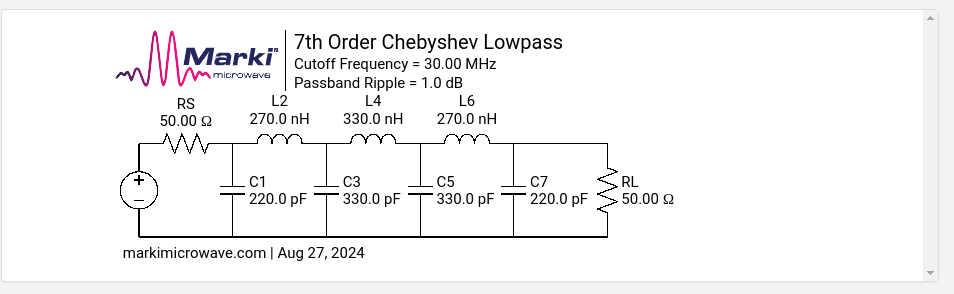 Marki
microwave
7th Order Chebyshev Lowpass
Cutoff Frequency = 30.00 MHz
Passband Ripple = 1.0 dB
RS
50.00 Ω
L2
270.0 nH
L4
330.0 nH
L6
270.0 nH
C1
220.0 pF
C3
330.0 pF
C5
330.0 pF
C7
220.0 pF
RL
50.00 Ω
+
−
markimicrowave.com | Aug 27, 2024